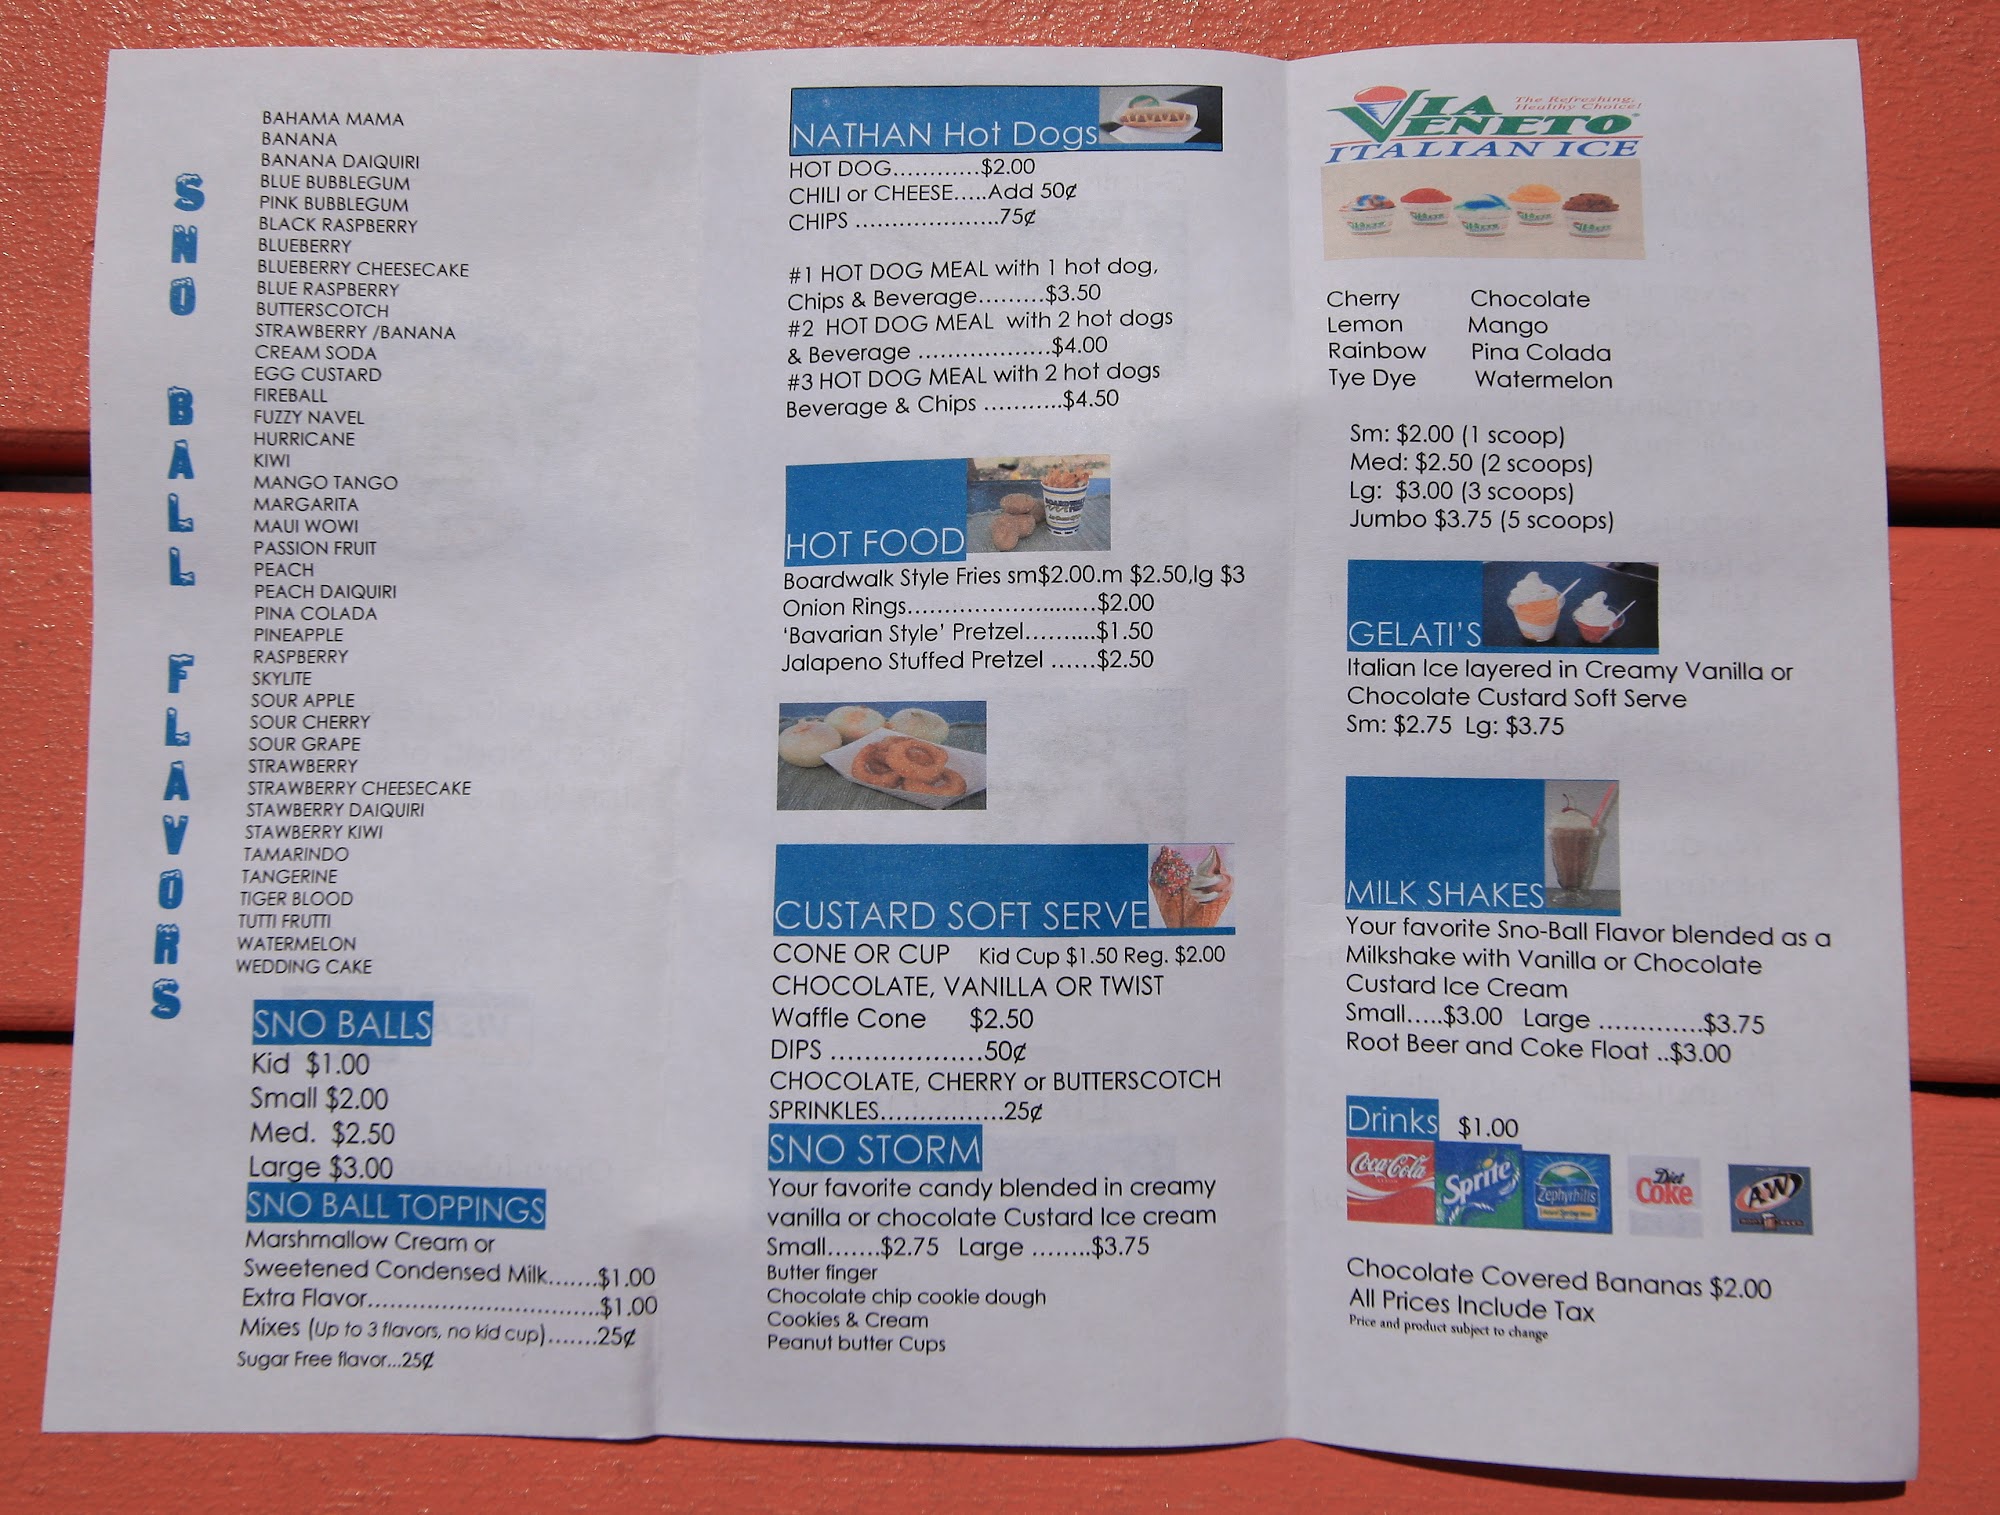 SNO BALL FLAVORS
BAHAMA MAMA
BANANA
BANANA DAIQUIRI
BLUE BUBBLEGUM
PINK BUBBLEGUM
BLACK RASPBERRY
BLUEBERRY
BLUEBERRY CHEESECAKE
BLUE RASPBERRY
BUTTERSCOTCH
STRAWBERRY /BANANA
CREAM SODA
EGG CUSTARD
FIREBALL
FUZZY NAVEL
HURRICANE
KIWI
MANGO TANGO
MARGARITA
MAUI WOWI
PASSION FRUIT
PEACH
PEACH DAIQUIRI
PINA COLADA
PINEAPPLE
RASPBERRY
SKYLITE
SOUR APPLE
SOUR CHERRY
SOUR GRAPE
STRAWBERRY
STRAWBERRY CHEESECAKE
STAWBERRY DAIQUIRI
STAWBERRY KIWI
TAMARINDO
TANGERINE
TIGER BLOOD
TUTTI FRUTTI
WATERMELON
WEDDING CAKE
SNO BALLS
Kid $1.00
Small $2.00
Med. $2.50
Large $3.00
SNO BALL TOPPINGS
Marshmallow Cream or
Sweetened Condensed Milk.......$1.00
Extra Flavor................................$1.00
Mixes (Up to 3 flavors, no kid cup).......25¢
Sugar Free flavor...25¢
NATHAN Hot Dogs
HOT DOG............$2.00
CHILI or CHEESE.....Add 50¢
CHIPS ....................75¢
#1 HOT DOG MEAL with 1 hot dog,
Chips & Beverage.........$3.50
#2 HOT DOG MEAL with 2 hot dogs
& Beverage ...................$4.00
#3 HOT DOG MEAL with 2 hot dogs
Beverage & Chips ...........$4.50
HOT FOOD
Boardwalk Style Fries sm$2.00.m $2.50,lg $3
Onion Rings..........................$2.00
'Bavarian Style' Pretzel..........$1.50
Jalapeno Stuffed Pretzel ......$2.50
CUSTARD SOFT SERVE
CONE OR CUP Kid Cup $1.50 Reg. $2.00
CHOCOLATE, VANILLA OR TWIST
Waffle Cone $2.50
DIPS ...................50¢
CHOCOLATE, CHERRY or BUTTERSCOTCH
SPRINKLES................25¢
SNO STORM
Your favorite candy blended in creamy
vanilla or chocolate Custard Ice cream
Small.......$2.75 Large ........$3.75
Butter finger
Chocolate chip cookie dough
Cookies & Cream
Peanut butter Cups
The Refreshing,
Healthy Choice!
VIA
VENETO
ITALIAN ICE
Cherry Chocolate
Lemon Mango
Rainbow Pina Colada
Tye Dye Watermelon
Sm: $2.00 (1 scoop)
Med: $2.50 (2 scoops)
Lg: $3.00 (3 scoops)
Jumbo $3.75 (5 scoops)
GELATI'S
Italian Ice layered in Creamy Vanilla or
Chocolate Custard Soft Serve
Sm: $2.75 Lg: $3.75
MILK SHAKES
Your favorite Sno-Ball Flavor blended as a
Milkshake with Vanilla or Chocolate
Custard Ice Cream
Small.....$3.00 Large .............$3.75
Root Beer and Coke Float ..$3.00
Drinks $1.00
Coca-Cola Sprite Zephyrhills Diet Coke A&W
Chocolate Covered Bananas $2.00
All Prices Include Tax
Price and product subject to change